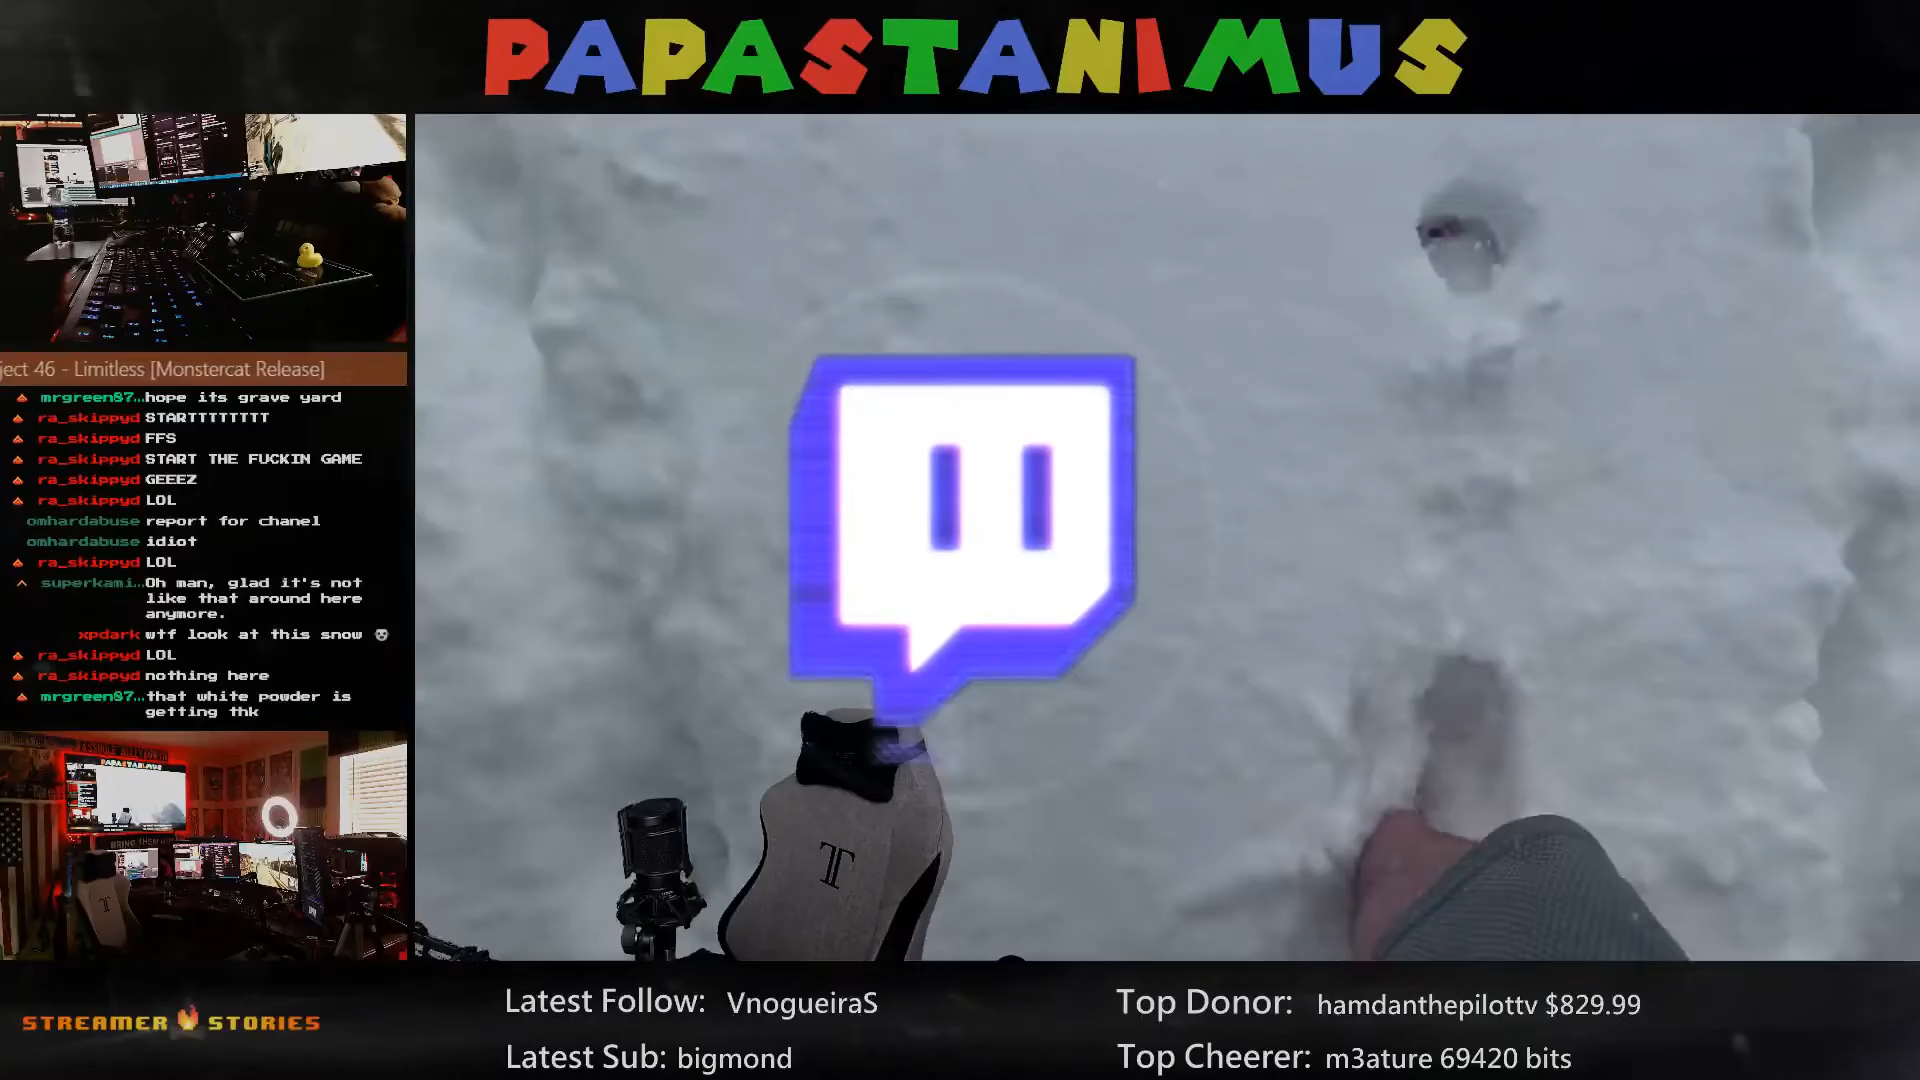 PAPASTANIMUS
ject 46 - Limitless [Monstercat Release]
mrgreen87…hope its grave yard
ra_skippyd STARTTTTTTTT
ra_skippyd FFS
ra_skippyd START THE FUCKIN GAME
ra_skippyd GEEEZ
ra_skippyd LOL
omhardabuse report for chanel
omhardabuse idiot
ra_skippyd LOL
superkami…Oh man, glad it's not
like that around here
anymore.
xpdark wtf look at this snow
ra_skippyd LOL
ra_skippyd nothing here
mrgreen87…that white powder is
getting thk
PAPASTANIMUS
BRING THEM
STREAMER STORIES
Latest Follow: VnogueiraS
Latest Sub: bigmond
Top Donor: hamdanthepilottv $829.99
Top Cheerer: m3ature 69420 bits